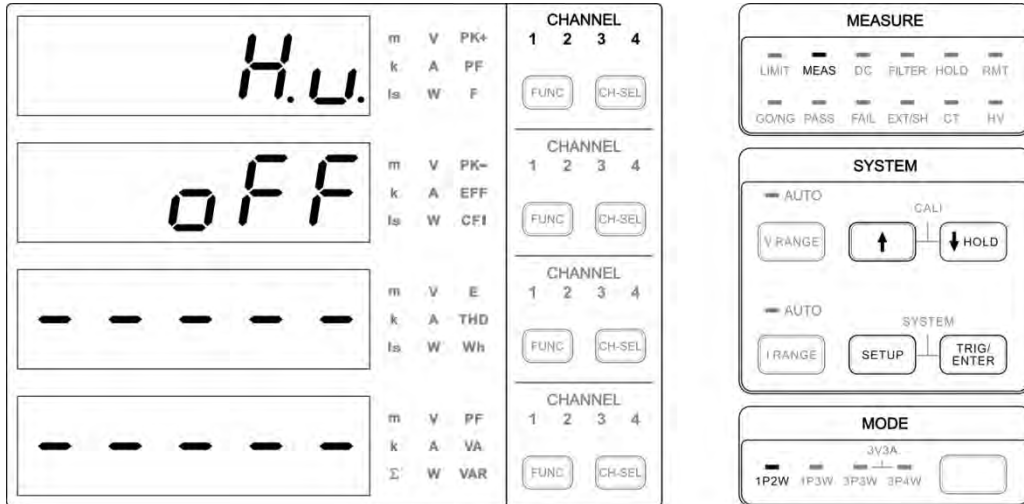 H.u.
m V PK+
k A PF
Is W F
CHANNEL
1 2 3 4
FUNC CH-SEL
oFF
m V PK-
k A EFF
Is W CFI
CHANNEL
1 2 3 4
FUNC CH-SEL
- - - - -
m V E
k A THD
Is W Wh
CHANNEL
1 2 3 4
FUNC CH-SEL
- - - - -
m V PF
k A VA
Σ W VAR
CHANNEL
1 2 3 4
FUNC CH-SEL
MEASURE
LIMIT MEAS DC FILTER HOLD RMT
GO/NG PASS FAIL EXT/SH CT HV
SYSTEM
AUTO
CALI
V RANGE ↑ ↓ HOLD
AUTO
SYSTEM
I RANGE SETUP TRIG/
ENTER
MODE
3V3A
1P2W 1P3W 3P3W 3P4W